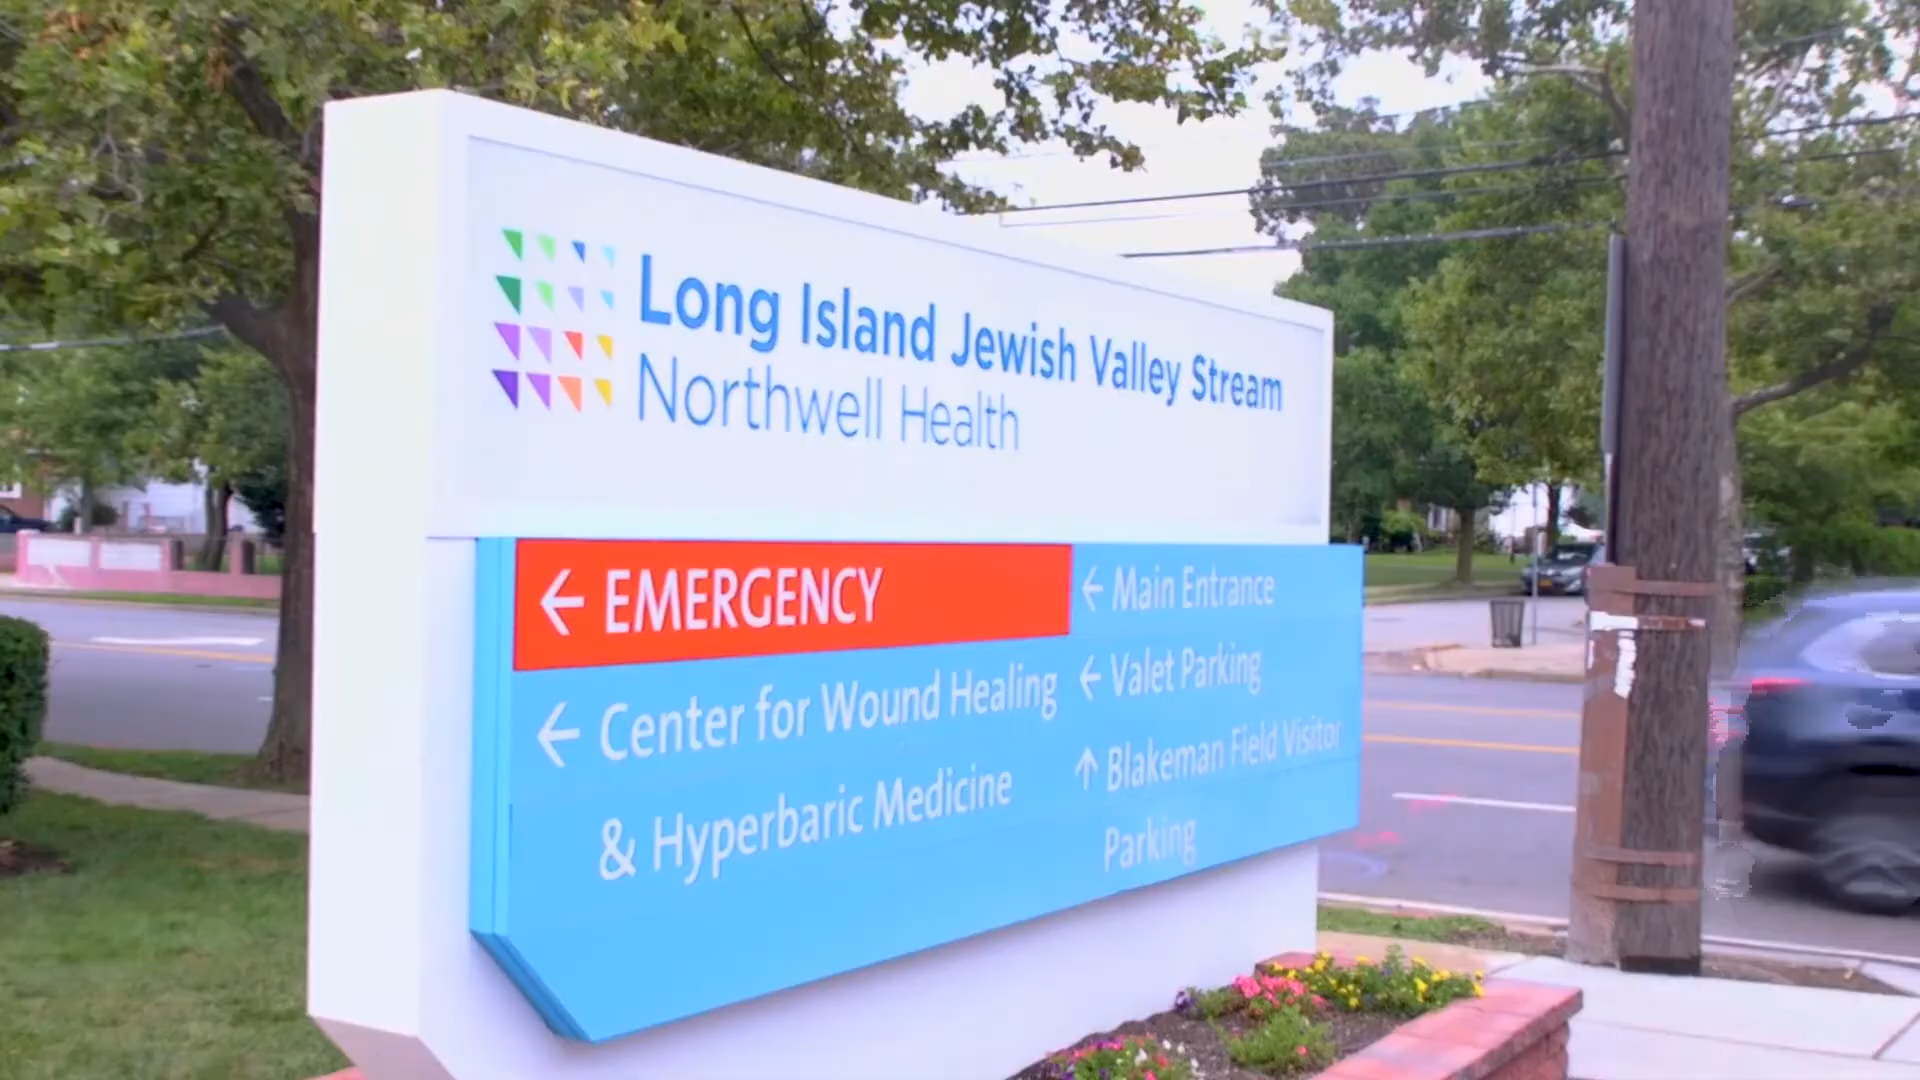 Long Island Jewish Valley Stream
Northwell Health
← EMERGENCY
← Center for Wound Healing
& Hyperbaric Medicine
← Main Entrance
← Valet Parking
↑ Blakeman Field Visitor
Parking